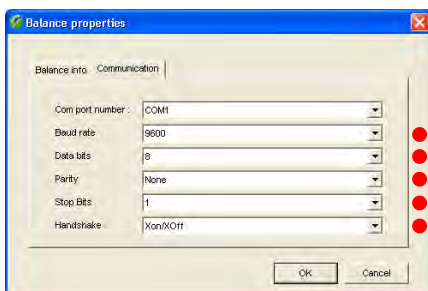 Balance properties
Balance info Communication
Com port number : COM1
Baud rate 9600
Data bits 8
Parity None
Stop Bits 1
Handshake Xon/XOff
OK Cancel